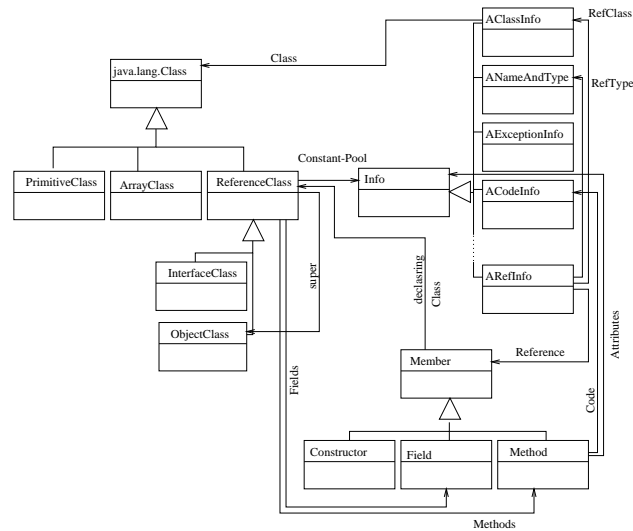 AClassInfo
RefClass
Class
java.lang.Class
ANameAndType
RefType
AExceptionInfo
Constant-Pool
PrimitiveClass
ArrayClass
ReferenceClass
Info
ACodeInfo
InterfaceClass
super
declasring
Class
ARefInfo
ObjectClass
Attributes
Member
Reference
Fields
Code
Constructor
Field
Method
Methods